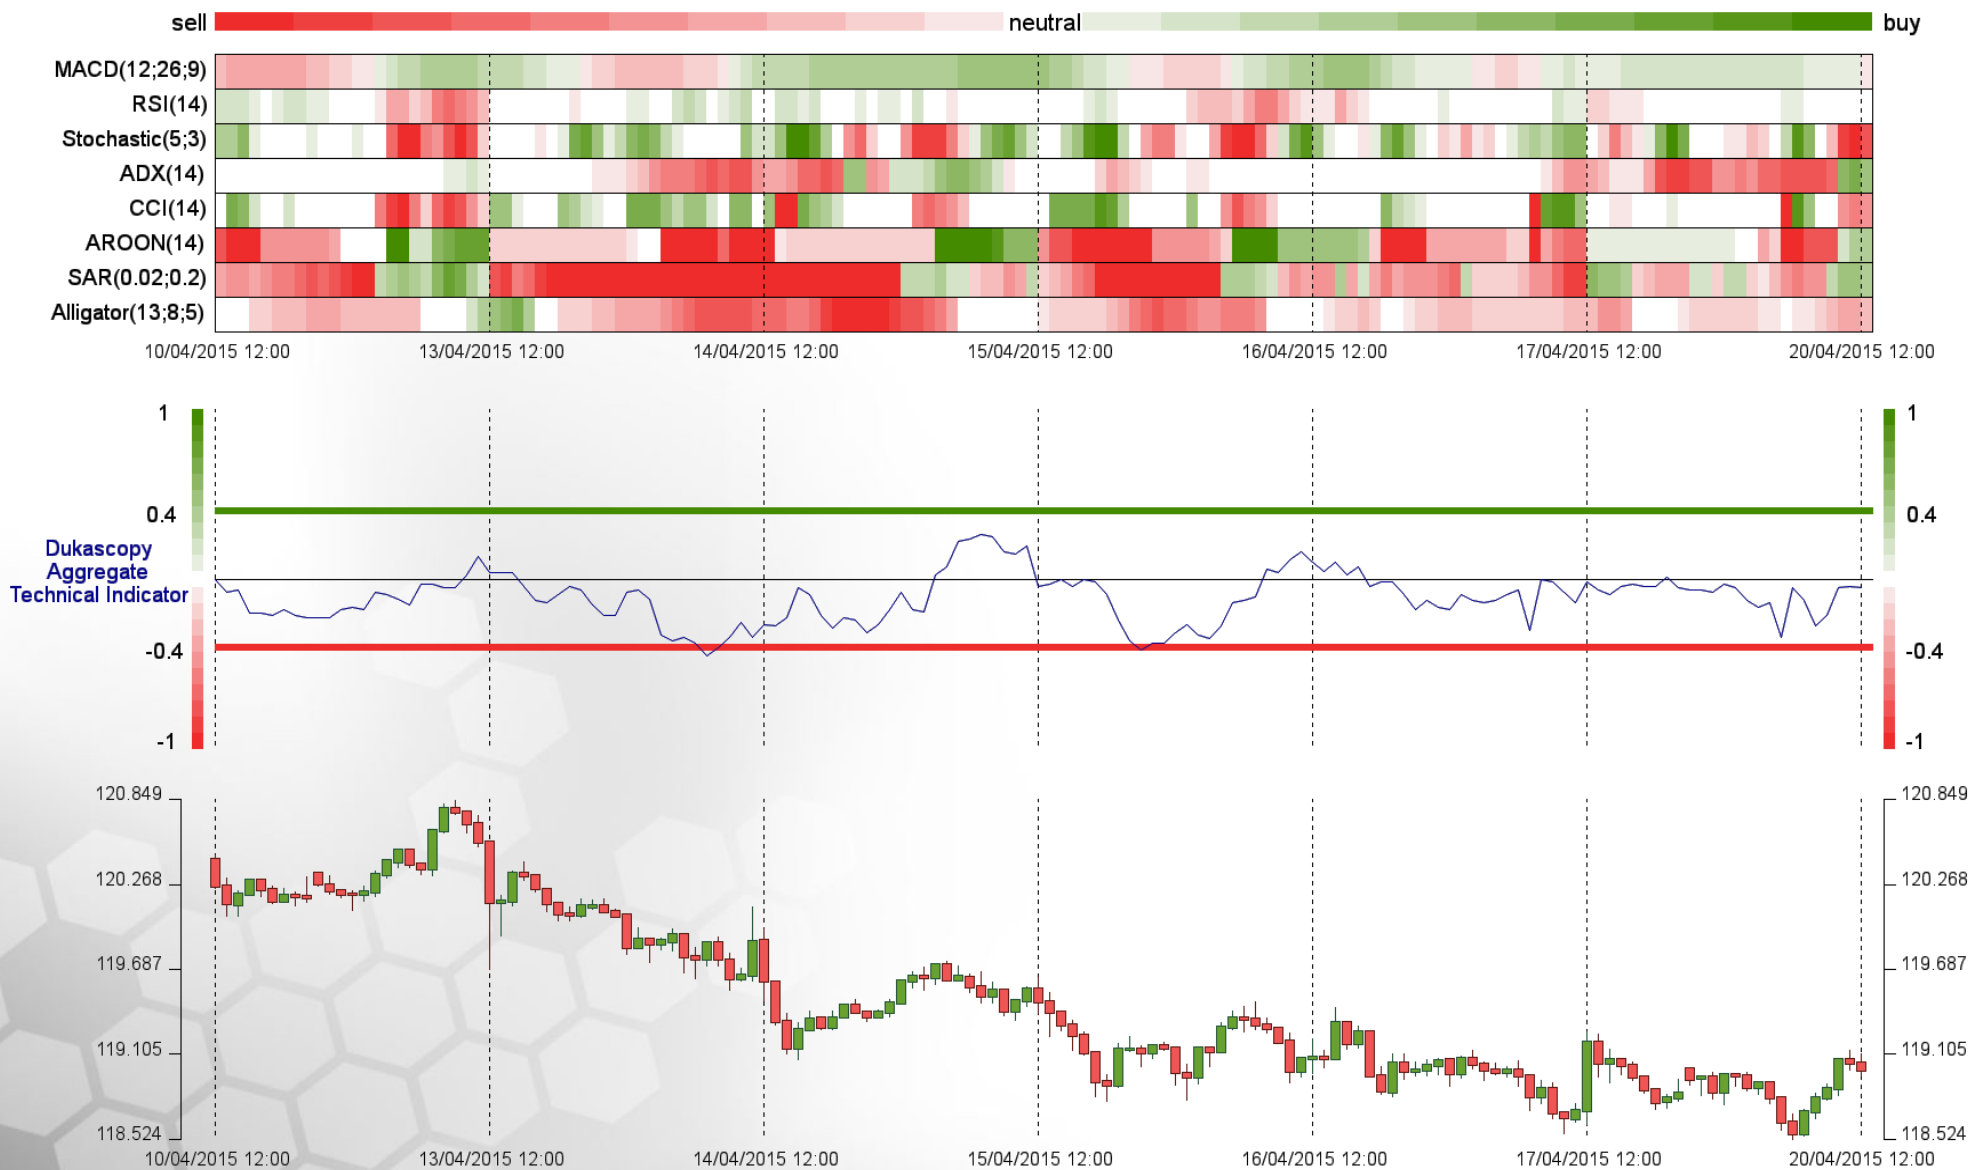 sell neutral buy
MACD(12;26;9)
RSI(14)
Stochastic(5;3)
ADX(14)
CCI(14)
AROON(14)
SAR(0.02;0.2)
Alligator(13;8;5)
10/04/2015 12:00 13/04/2015 12:00 14/04/2015 12:00 15/04/2015 12:00 16/04/2015 12:00 17/04/2015 12:00 20/04/2015 12:00
1 1
0.4 0.4
Dukascopy
Aggregate
Technical Indicator
-0.4 -0.4
-1 -1
120.849 120.849
120.268 120.268
119.687 119.687
119.105 119.105
118.524 118.524
10/04/2015 12:00 13/04/2015 12:00 14/04/2015 12:00 15/04/2015 12:00 16/04/2015 12:00 17/04/2015 12:00 20/04/2015 12:00